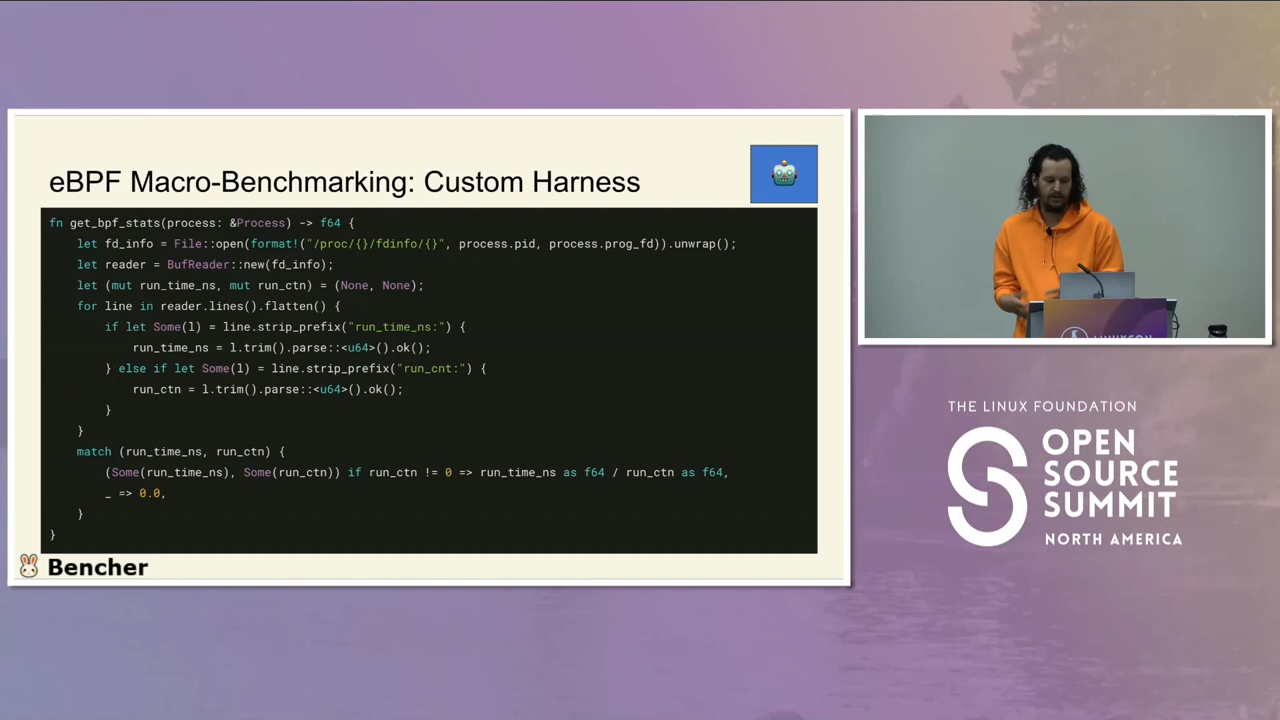 eBPF Macro-Benchmarking: Custom Harness
fn get_bpf_stats(process: &Process) -> f64 {
    let fd_info = File::open(format!("/proc/{}/fdinfo/{}", process.pid, process.prog_fd)).unwrap();
    let reader = BufReader::new(fd_info);
    let (mut run_time_ns, mut run_ctn) = (None, None);
    for line in reader.lines().flatten() {
        if let Some(l) = line.strip_prefix("run_time_ns:") {
            run_time_ns = l.trim().parse::<u64>().ok();
        } else if let Some(l) = line.strip_prefix("run_cnt:") {
            run_ctn = l.trim().parse::<u64>().ok();
        }
    }
    match (run_time_ns, run_ctn) {
        (Some(run_time_ns), Some(run_ctn)) if run_ctn != 0 => run_time_ns as f64 / run_ctn as f64,
        _ => 0.0,
    }
}
Bencher
LINUXCON
THE LINUX FOUNDATION
OPEN
SOURCE
SUMMIT
NORTH AMERICA